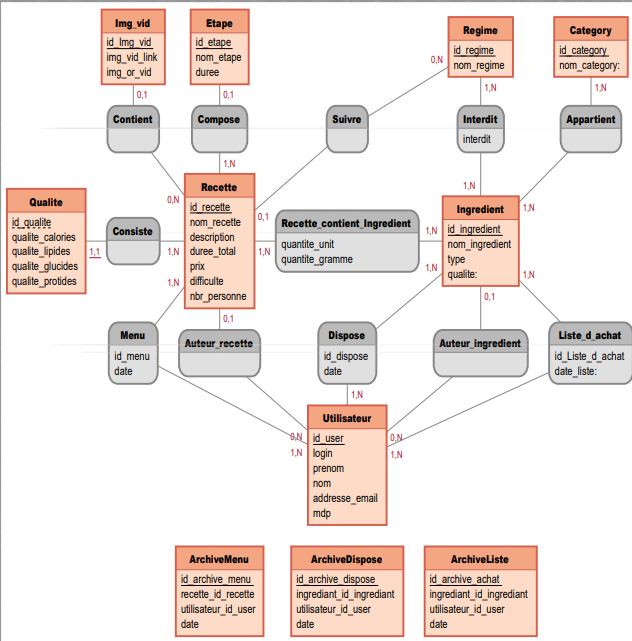 Img_vid
id_Img_vid
img_vid_link
img_or_vid
Etape
id_etape
nom_etape
duree
Regime
id_regime
nom_regime
Category
id_category
nom_category:
0,1
0,1
0,N
1,N
1,N
Contient
Compose
Suivre
Interdit
interdit
Appartient
1,N
0,N
0,1
1,N
1,N
Qualite
id_qualite
qualite_calories
qualite_lipides
qualite_glucides
qualite_protides
1,1
Consiste
1,N
Recette
id_recette
nom_recette
description
duree_total
prix
difficulte
nbr_personne
1,N
Recette_contient_Ingredient
quantite_unit
quantite_gramme
1,N
Ingredient
id_ingredient
nom_ingredient
type
qualite:
1,N
0,1
1,N
1,N
0,1
Menu
id_menu
date
Auteur_recette
Dispose
id_dispose
date
Auteur_ingredient
Liste_d_achat
id_Liste_d_achat
date_liste:
1,N
0,N
1,N
0,N
1,N
Utilisateur
id_user
login
prenom
nom
addresse_email
mdp
ArchiveMenu
id_archive_menu
recette_id_recette
utilisateur_id_user
date
ArchiveDispose
id_archive_dispose
ingrediant_id_ingrediant
utilisateur_id_user
date
ArchiveListe
id_archive_achat
ingrediant_id_ingrediant
utilisateur_id_user
date